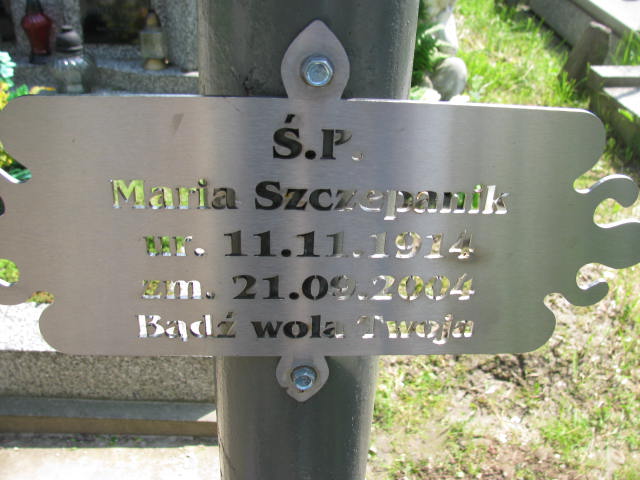 Ś.P.
Maria Szczepanik
ur. 11.11.1914
zm. 21.09.2004
Bądź wola Twoja